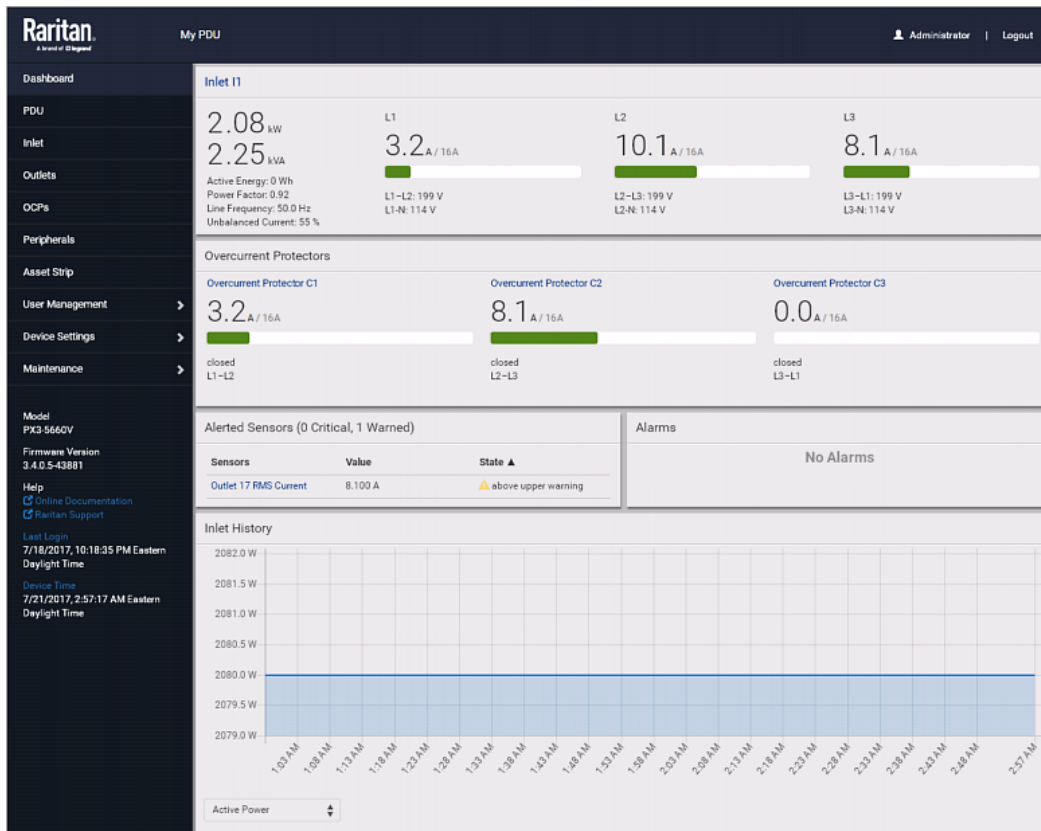 Raritan.
A brand of legrand
My PDU
Administrator | Logout
Dashboard
PDU
Inlet
Outlets
OCPs
Peripherals
Asset Strip
User Management
Device Settings
Maintenance
Model
PX3-5660V
Firmware Version
3.4.0.5-43881
Help
Online Documentation
Raritan Support
Last Login
7/18/2017, 10:18:35 PM Eastern
Daylight Time
Device Time
7/21/2017, 2:57:17 AM Eastern
Daylight Time
Inlet I1
2.08 kW
2.25 kVA
Active Energy: 0 Wh
Power Factor: 0.92
Line Frequency: 50.0 Hz
Unbalanced Current: 55 %
L1
3.2 A / 16A
L1-L2: 199 V
L1-N: 114 V
L2
10.1 A / 16A
L2-L3: 199 V
L2-N: 114 V
L3
8.1 A / 16A
L3-L1: 199 V
L3-N: 114 V
Overcurrent Protectors
Overcurrent Protector C1
3.2 A / 16A
closed
L1-L2
Overcurrent Protector C2
8.1 A / 16A
closed
L2-L3
Overcurrent Protector C3
0.0 A / 16A
closed
L3-L1
Alerted Sensors (0 Critical, 1 Warned)
Sensors Value State ▲
Outlet 17 RMS Current 8.100 A above upper warning
Alarms
No Alarms
Inlet History
2082.0 W
2081.5 W
2081.0 W
2080.5 W
2080.0 W
2079.5 W
2079.0 W
1:03 AM
1:08 AM
1:13 AM
1:18 AM
1:23 AM
1:28 AM
1:33 AM
1:38 AM
1:43 AM
1:48 AM
1:53 AM
1:58 AM
2:03 AM
2:08 AM
2:13 AM
2:18 AM
2:23 AM
2:28 AM
2:33 AM
2:38 AM
2:43 AM
2:48 AM
2:57 AM
Active Power